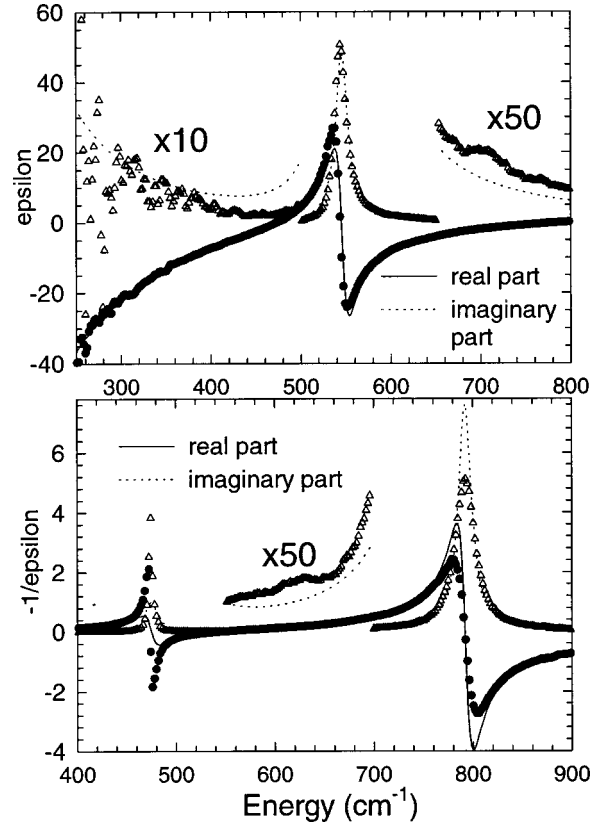 60
40
20
0
-20
-40
epsilon
x10
x50
real part
imaginary
part
300 400 500 600 700 800
6
4
2
0
-2
-4
-1/epsilon
real part
imaginary part
x50
400 500 600 700 800 900
Energy (cm-1)